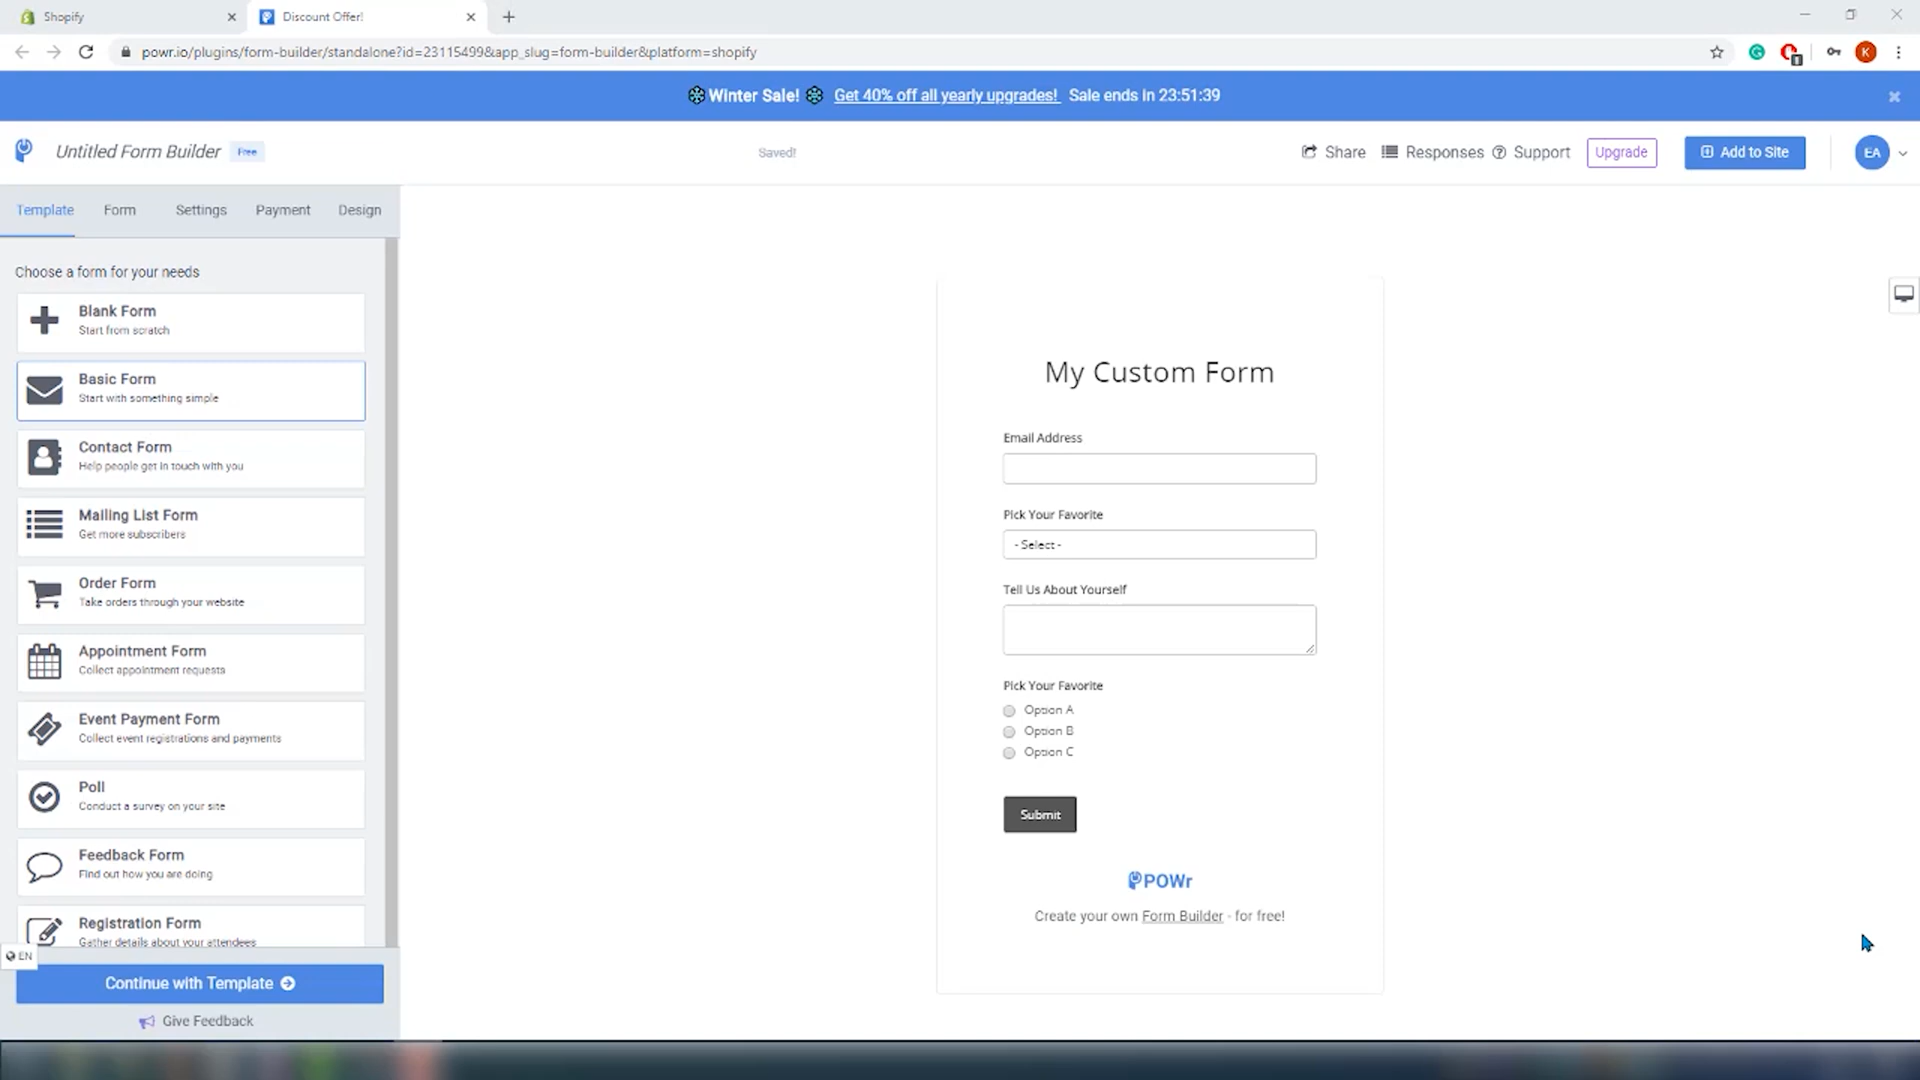 Shopify
Discount Offer!
powr.io/plugins/form-builder/standalone?id=23115499&app_slug=form-builder&platform=shopify
K
Winter Sale! Get 40% off all yearly upgrades! Sale ends in 23:51:39
Untitled Form Builder Free
Saved!
Share Responses Support Upgrade Add to Site EA
Template Form Settings Payment Design
Choose a form for your needs
Blank Form
Start from scratch
Basic Form
Start with something simple
Contact Form
Help people get in touch with you
Mailing List Form
Get more subscribers
Order Form
Take orders through your website
Appointment Form
Collect appointment requests
Event Payment Form
Collect event registrations and payments
Poll
Conduct a survey on your site
Feedback Form
Find out how you are doing
Registration Form
Gather details about your attendees
EN
Continue with Template
Give Feedback
My Custom Form
Email Address
Pick Your Favorite
- Select -
Tell Us About Yourself
Pick Your Favorite
Option A
Option B
Option C
Submit
POWr
Create your own Form Builder - for free!